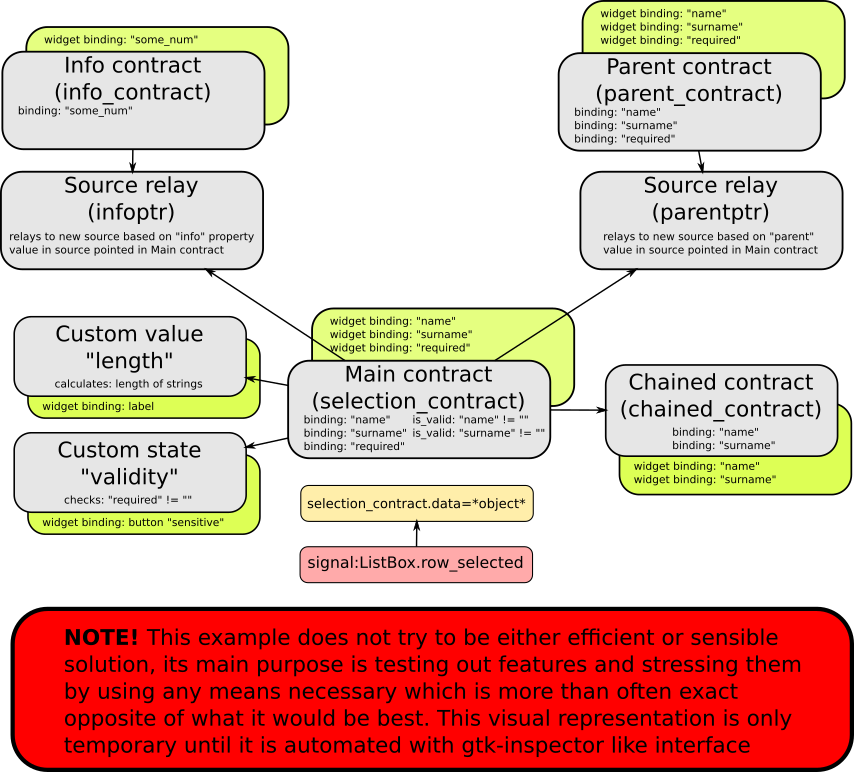 widget binding: "some_num"
Info contract
(info_contract)
binding: "some_num"
widget binding: "name"
widget binding: "surname"
widget binding: "required"
Parent contract
(parent_contract)
binding: "name"
binding: "surname"
binding: "required"
Source relay
(infoptr)
relays to new source based on "info" property
value in source pointed in Main contract
Source relay
(parentptr)
relays to new source based on "parent"
value in source pointed in Main contract
Custom value
"length"
calculates: length of strings
widget binding: label
widget binding: "name"
widget binding: "surname"
widget binding: "required"
Main contract
(selection_contract)
binding: "name" is_valid: "name" != ""
binding: "surname" is_valid: "surname" != ""
binding: "required"
Chained contract
(chained_contract)
binding: "name"
binding: "surname"
widget binding: "name"
widget binding: "surname"
Custom state
"validity"
checks: "required" != ""
widget binding: button "sensitive"
selection_contract.data=*object*
signal:ListBox.row_selected
NOTE! This example does not try to be either efficient or sensible
solution, its main purpose is testing out features and stressing them
by using any means necessary which is more than often exact
opposite of what it would be best. This visual representation is only
temporary until it is automated with gtk-inspector like interface